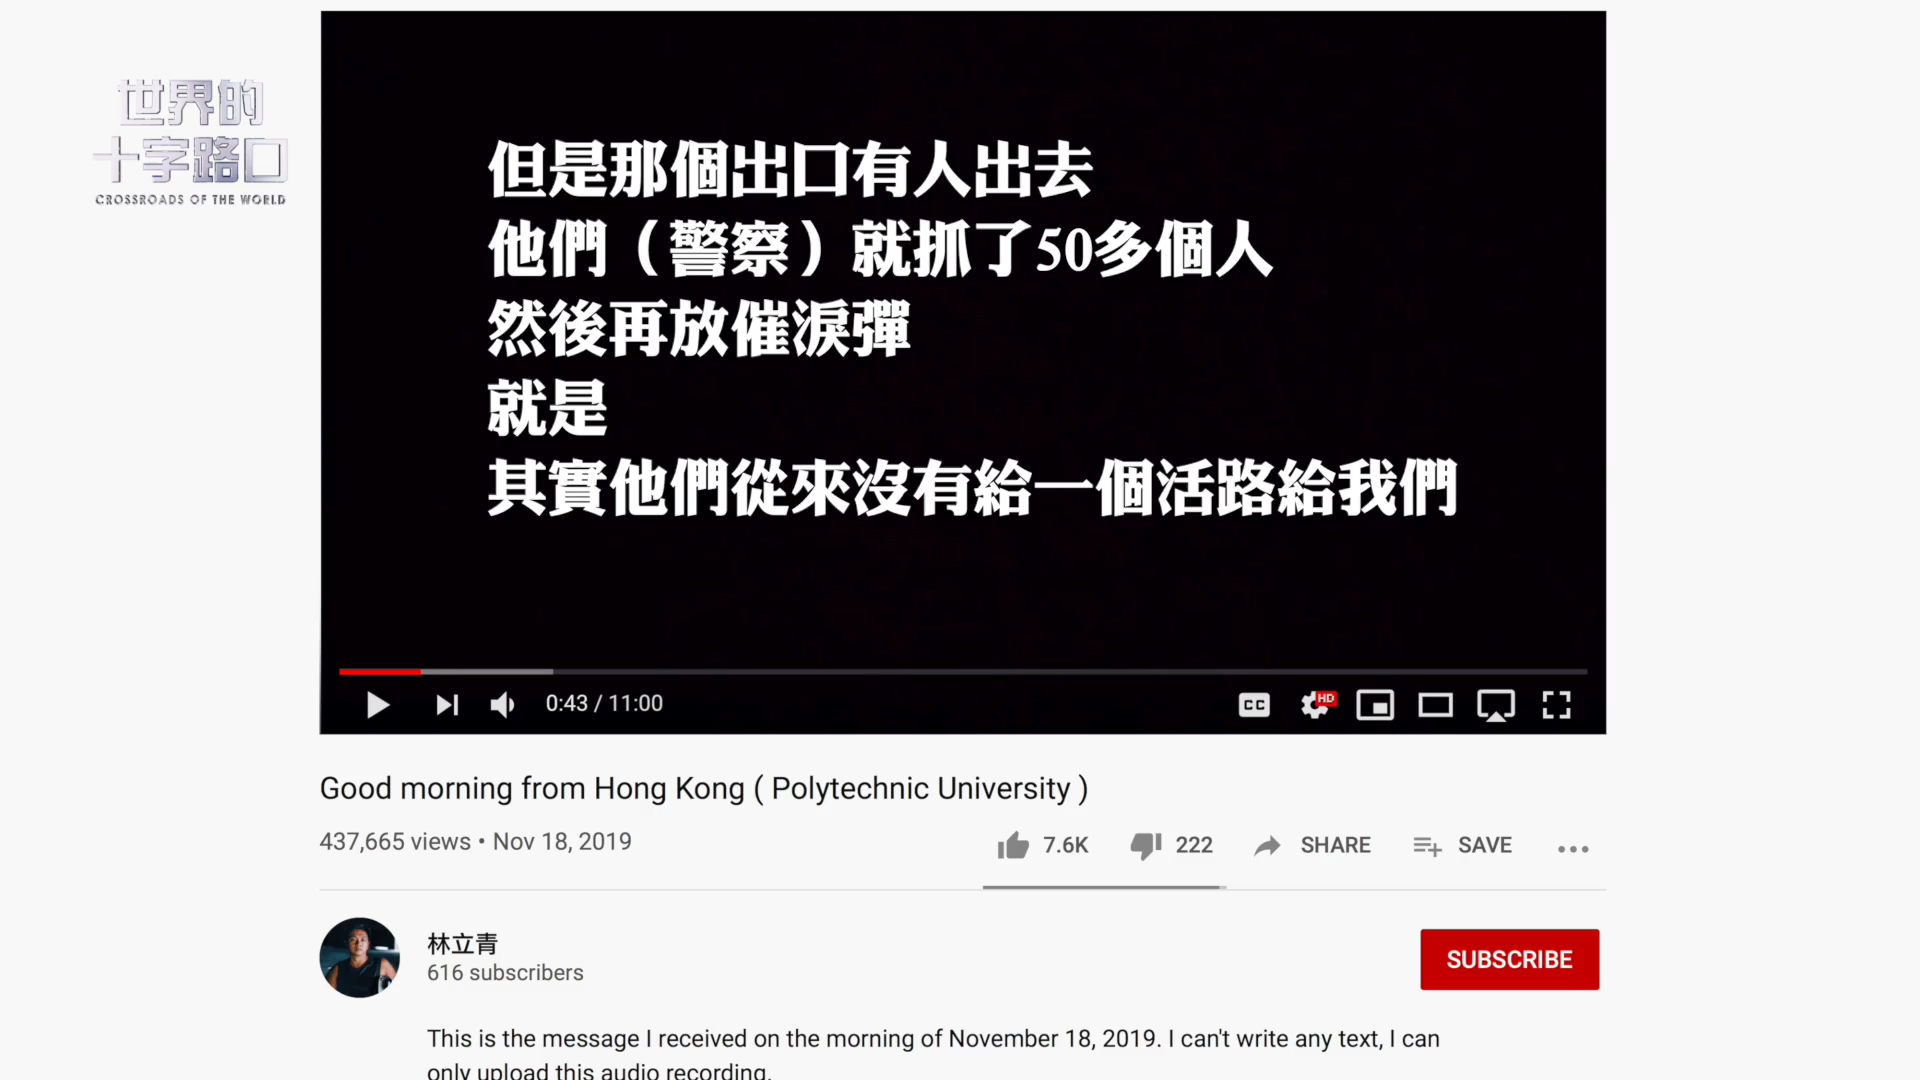 世界的
十字路口
CROSSROADS OF THE WORLD
但是那個出口有人出去
他們（警察）就抓了50多個人
然後再放催淚彈
就是
其實他們從來沒有給一個活路給我們
0:43 / 11:00
CC
HD
Good morning from Hong Kong ( Polytechnic University )
437,665 views • Nov 18, 2019
7.6K
222
SHARE
SAVE
林立青
616 subscribers
SUBSCRIBE
This is the message I received on the morning of November 18, 2019. I can't write any text, I can
only upload this audio recording.